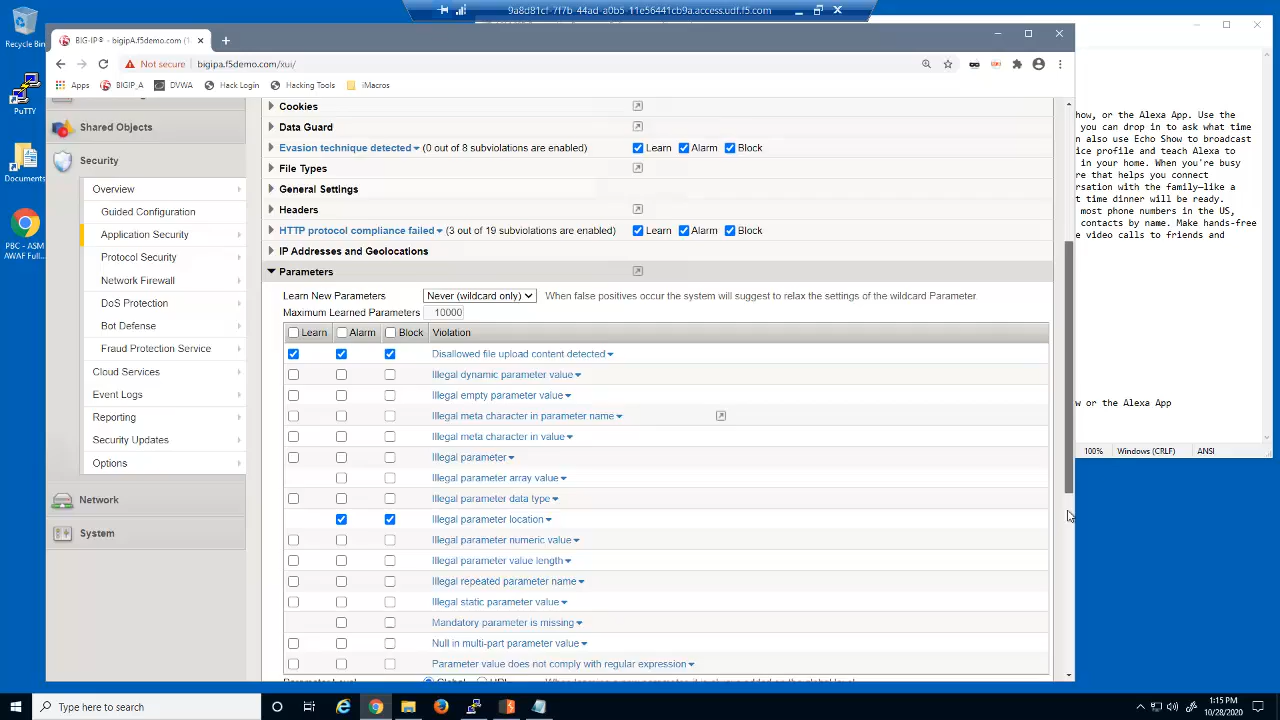 9a8d81cf-7f7b-44ad-a0b5-11e56441cb9a.access.udf.f5.com
Recycle Bin
PuTTY
Documents
PBC - ASM
AWAF Full...
BIG-IP® - bigipA.f5demo.com (1
Not secure
bigipa.f5demo.com/xui/
Apps
BIGIP_A
DVWA
Hack Login
Hacking Tools
iMacros
Shared Objects
Security
Overview
Guided Configuration
Application Security
Protocol Security
Network Firewall
DoS Protection
Bot Defense
Fraud Protection Service
Cloud Services
Event Logs
Reporting
Security Updates
Options
Network
System
Cookies
Data Guard
Evasion technique detected (0 out of 8 subviolations are enabled) Learn Alarm Block
File Types
General Settings
Headers
HTTP protocol compliance failed (3 out of 19 subviolations are enabled) Learn Alarm Block
IP Addresses and Geolocations
Parameters
Learn New Parameters Never (wildcard only) When false positives occur the system will suggest to relax the settings of the wildcard Parameter.
Maximum Learned Parameters 10000
Learn Alarm Block Violation
Disallowed file upload content detected
Illegal dynamic parameter value
Illegal empty parameter value
Illegal meta character in parameter name
Illegal meta character in value
Illegal parameter
Illegal parameter array value
Illegal parameter data type
Illegal parameter location
Illegal parameter numeric value
Illegal parameter value length
Illegal repeated parameter name
Illegal static parameter value
Mandatory parameter is missing
Null in multi-part parameter value
Parameter value does not comply with regular expression
how, or the Alexa App. Use the
you can drop in to ask what time
n also use Echo Show to broadcast
ice profile and teach Alexa to
in your home. When you're busy
re that helps you connect
rsation with the family—like a
t time dinner will be ready.
most phone numbers in the US,
contacts by name. Make hands-free
e video calls to friends and
w or the Alexa App
100% Windows (CRLF) ANSI
Type here to search
1:15 PM
10/28/2020